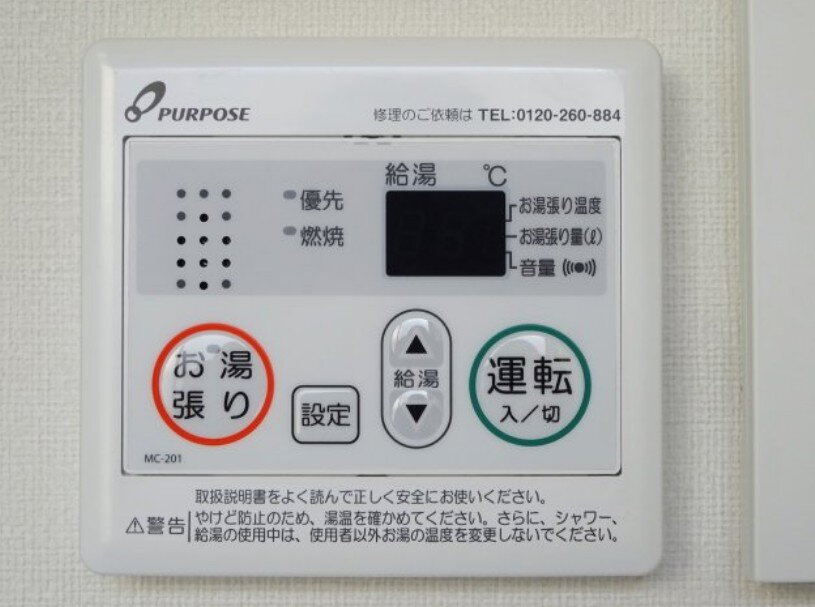 PURPOSE
修理のご依頼は TEL:0120-260-884
給湯 ℃
優先
燃焼
お湯張り温度
お湯張り量(ℓ)
音量
お湯
張り
設定
▲
給湯
▼
運転
入／切
MC-201
取扱説明書をよく読んで正しく安全にお使いください。
⚠警告
やけど防止のため、湯温を確かめてください。さらに、シャワー、
給湯の使用中は、使用者以外お湯の温度を変更しないでください。